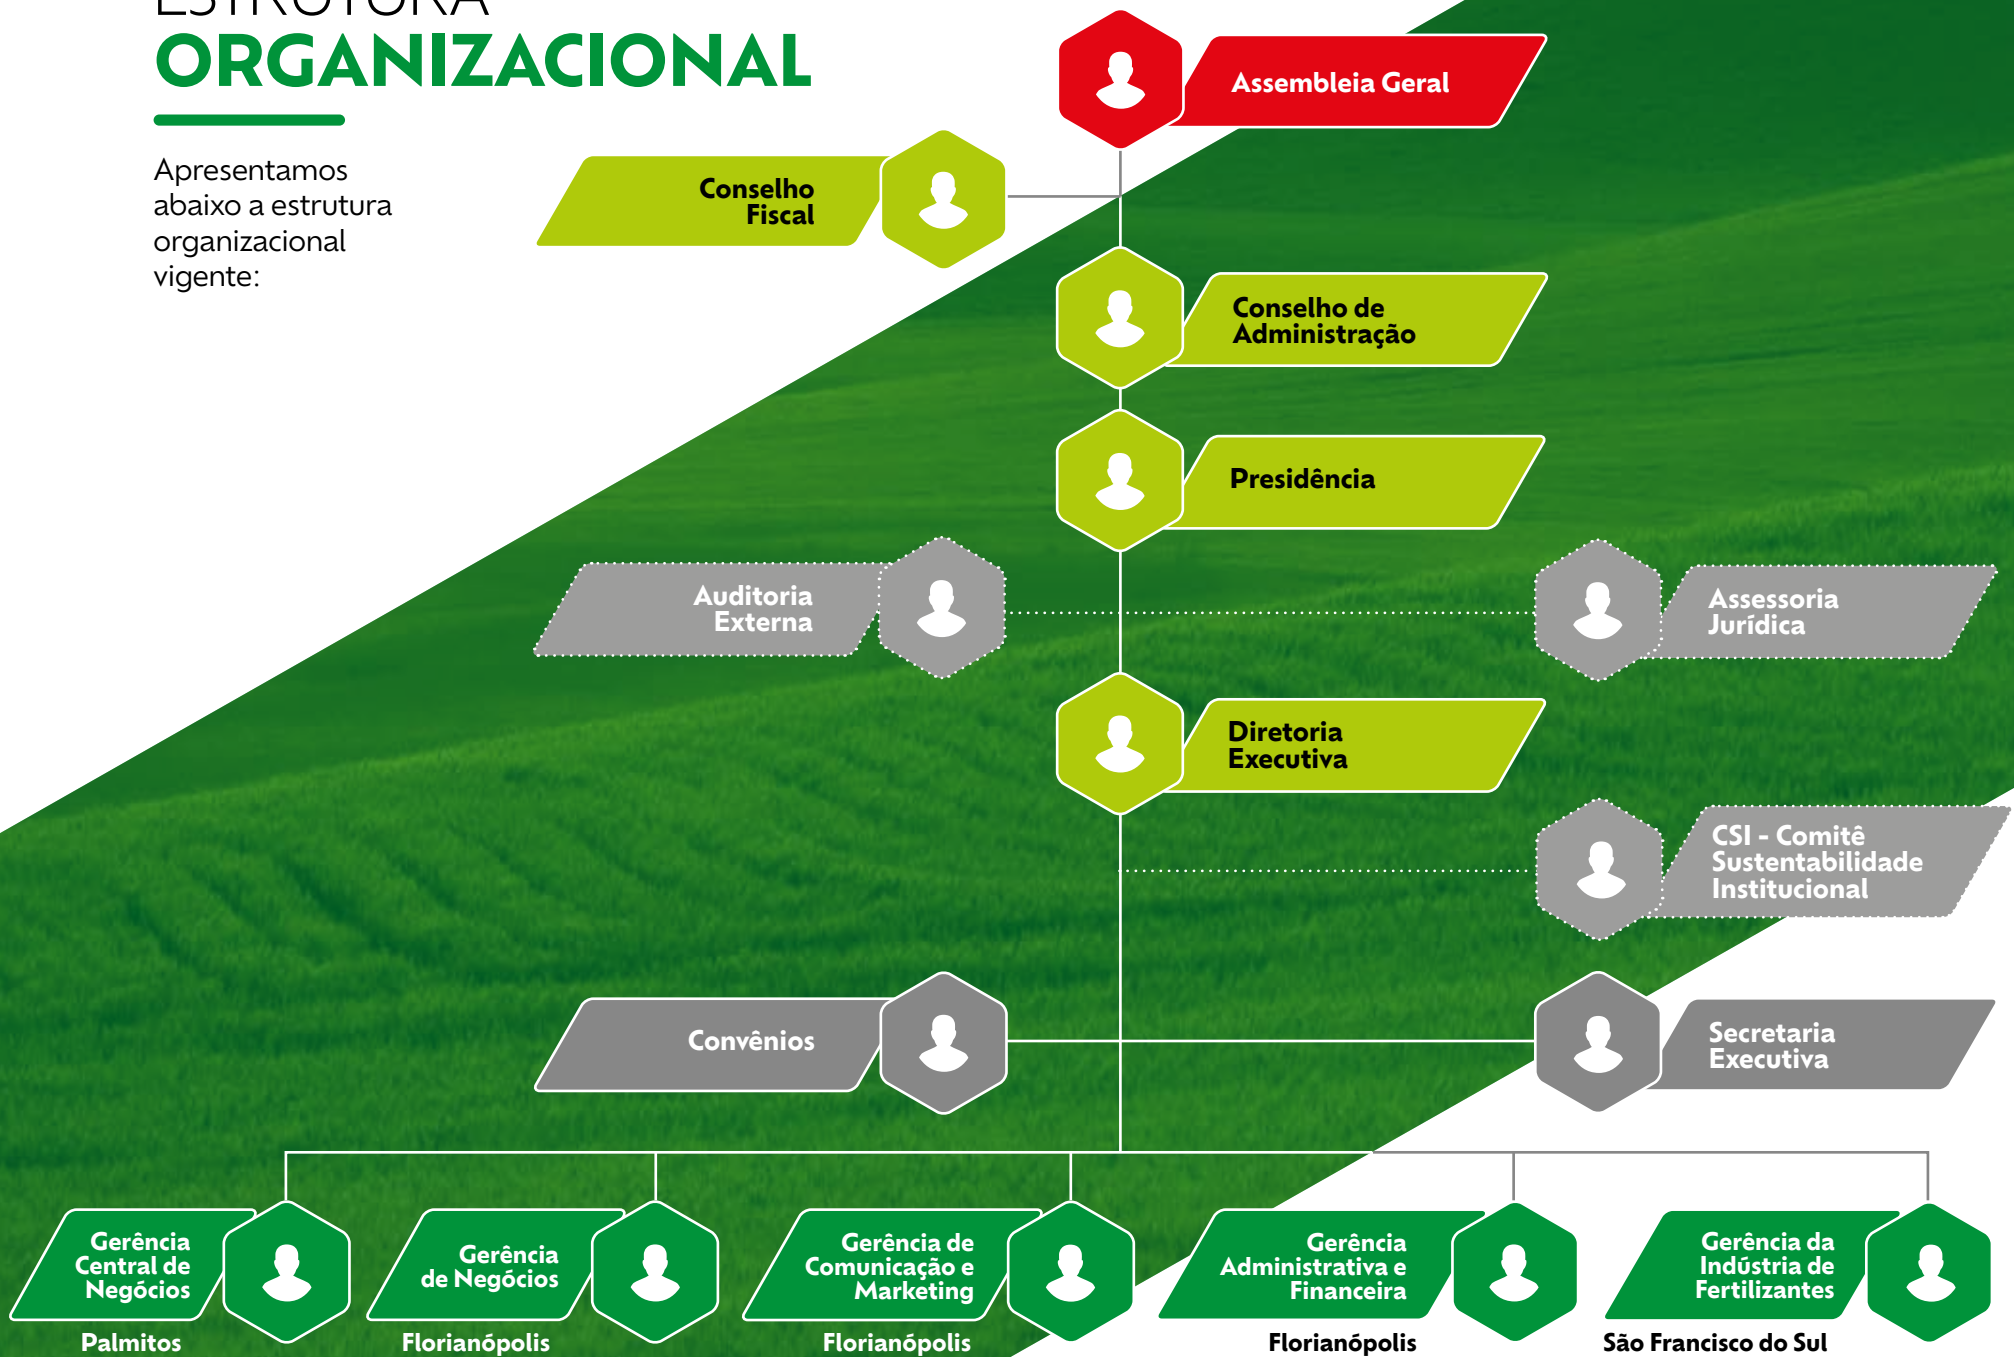 ESTRUTURA
ORGANIZACIONAL
Apresentamos
abaixo a estrutura
organizacional
vigente:
Assembleia Geral
Conselho
Fiscal
Conselho de
Administração
Presidência
Auditoria
Externa
Assessoria
Jurídica
Diretoria
Executiva
CSI - Comitê
Sustentabilidade
Institucional
Convênios
Secretaria
Executiva
Gerência
Central de
Negócios
Palmitos
Gerência
de Negócios
Florianópolis
Gerência de
Comunicação e
Marketing
Florianópolis
Gerência
Administrativa e
Financeira
Florianópolis
Gerência da
Indústria de
Fertilizantes
São Francisco do Sul